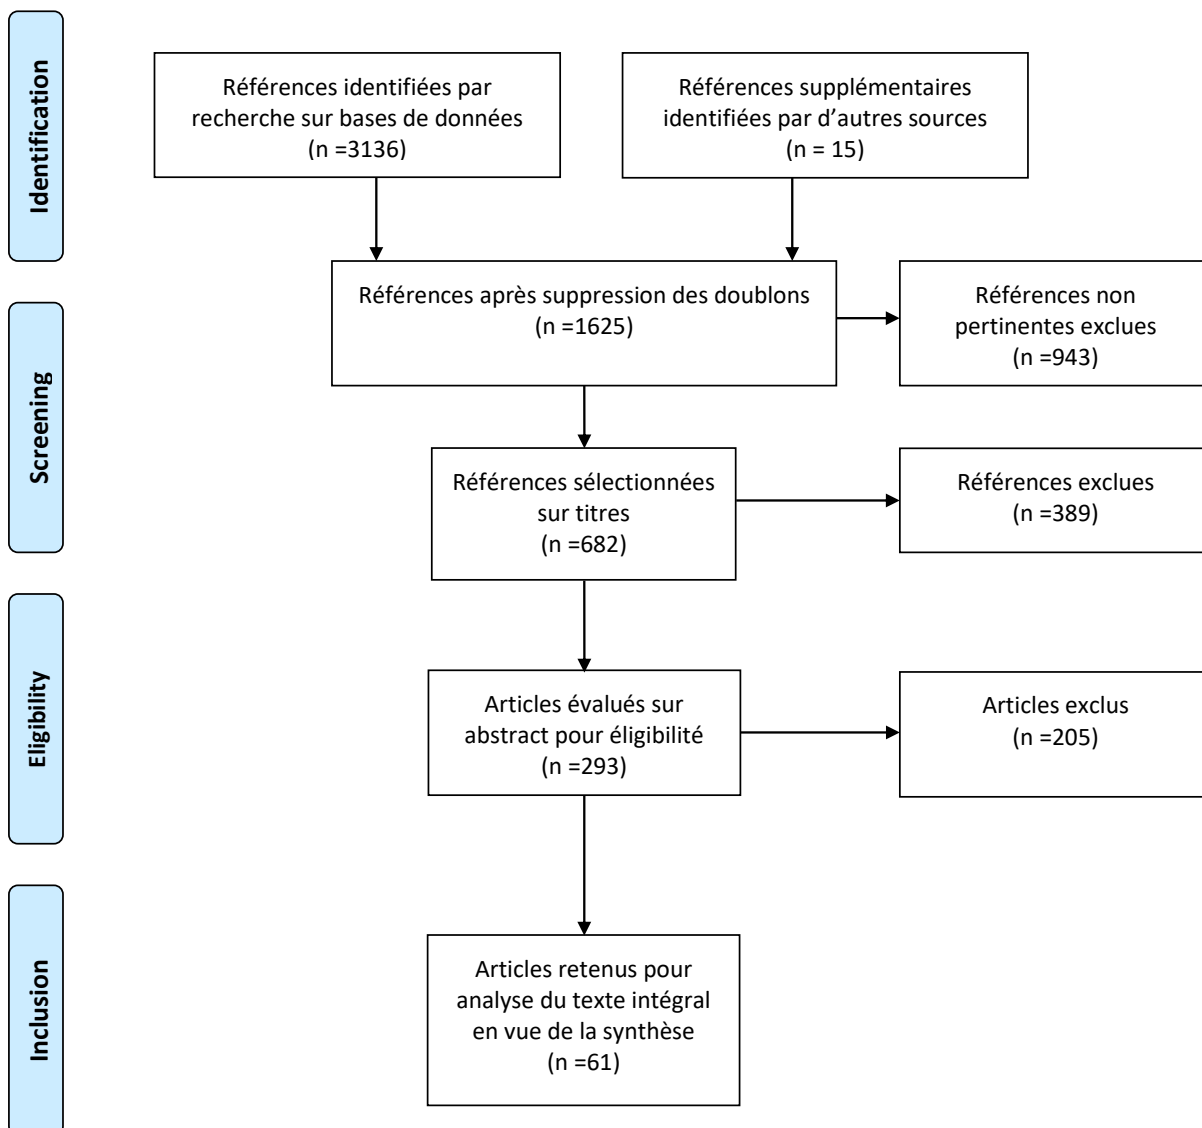 Identification
Références identifiées par
recherche sur bases de données
(n =3136)
Références supplémentaires
identifiées par d’autres sources
(n = 15)
Screening
Références après suppression des doublons
(n =1625)
Références non
pertinentes exclues
(n =943)
Références sélectionnées
sur titres
(n =682)
Références exclues
(n =389)
Eligibility
Articles évalués sur
abstract pour éligibilité
(n =293)
Articles exclus
(n =205)
Inclusion
Articles retenus pour
analyse du texte intégral
en vue de la synthèse
(n =61)